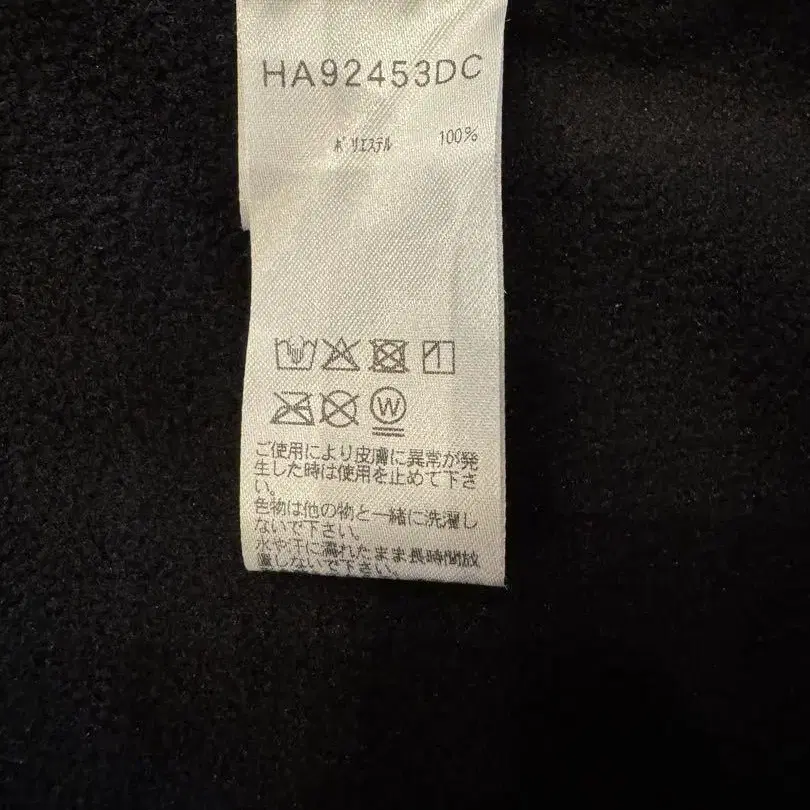 HA92453DC
ポリエステル 100%
W
ご使用により皮膚に異常が発
生した時は使用を止めて下さ
い。
色物は他の物と一緒に洗濯し
ないで下さい。
水や汗に濡れたまま長時間放
置しないで下さい。